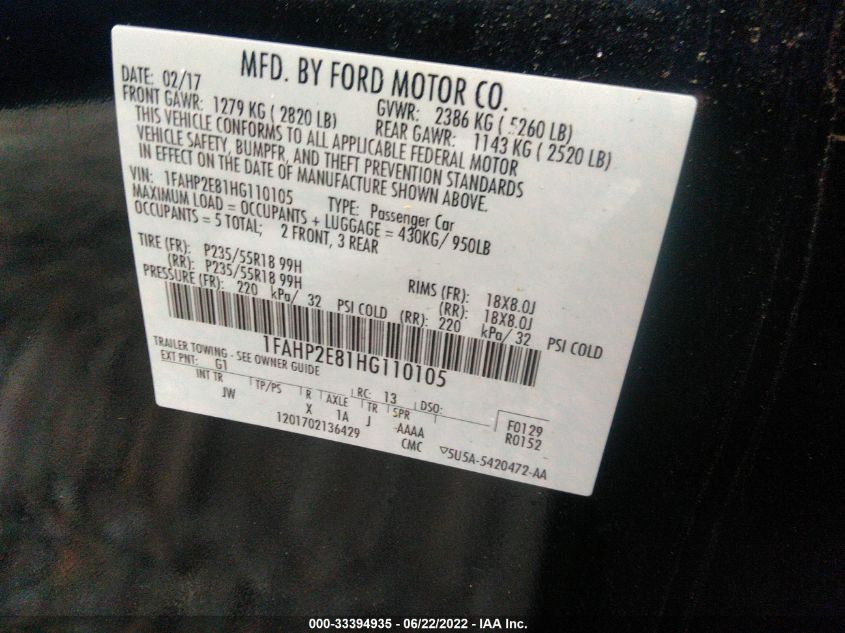 MFD. BY FORD MOTOR CO.
DATE: 02/17 GVWR: 2386 KG ( 5260 LB)
FRONT GAWR: 1279 KG ( 2820 LB) REAR GAWR: 1143 KG ( 2520 LB)
THIS VEHICLE CONFORMS TO ALL APPLICABLE FEDERAL MOTOR
VEHICLE SAFETY, BUMPER, AND THEFT PREVENTION STANDARDS
IN EFFECT ON THE DATE OF MANUFACTURE SHOWN ABOVE.
VIN: 1FAHP2E81HG110105 TYPE: Passenger Car
MAXIMUM LOAD = OCCUPANTS + LUGGAGE = 430KG/ 950LB
OCCUPANTS = 5 TOTAL; 2 FRONT, 3 REAR
TIRE (FR): P235/55R18 99H RIMS (FR): 18X8.0J
(RR): P235/55R18 99H (RR): 18X8.0J
PRESSURE (FR): 220 kPa/ 32 PSI COLD (RR): 220 kPa/ 32 PSI COLD
1FAHP2E81HG110105
TRAILER TOWING - SEE OWNER GUIDE
EXT PNT: G1 RC: 13 DSO: F0129
INT TR TP/PS R AXLE TR SPR R0152
JW X 1A J AAAA
1201702136429 CMC ▽5U5A-5420472-AA
000-33394935 - 06/22/2022 - IAA Inc.